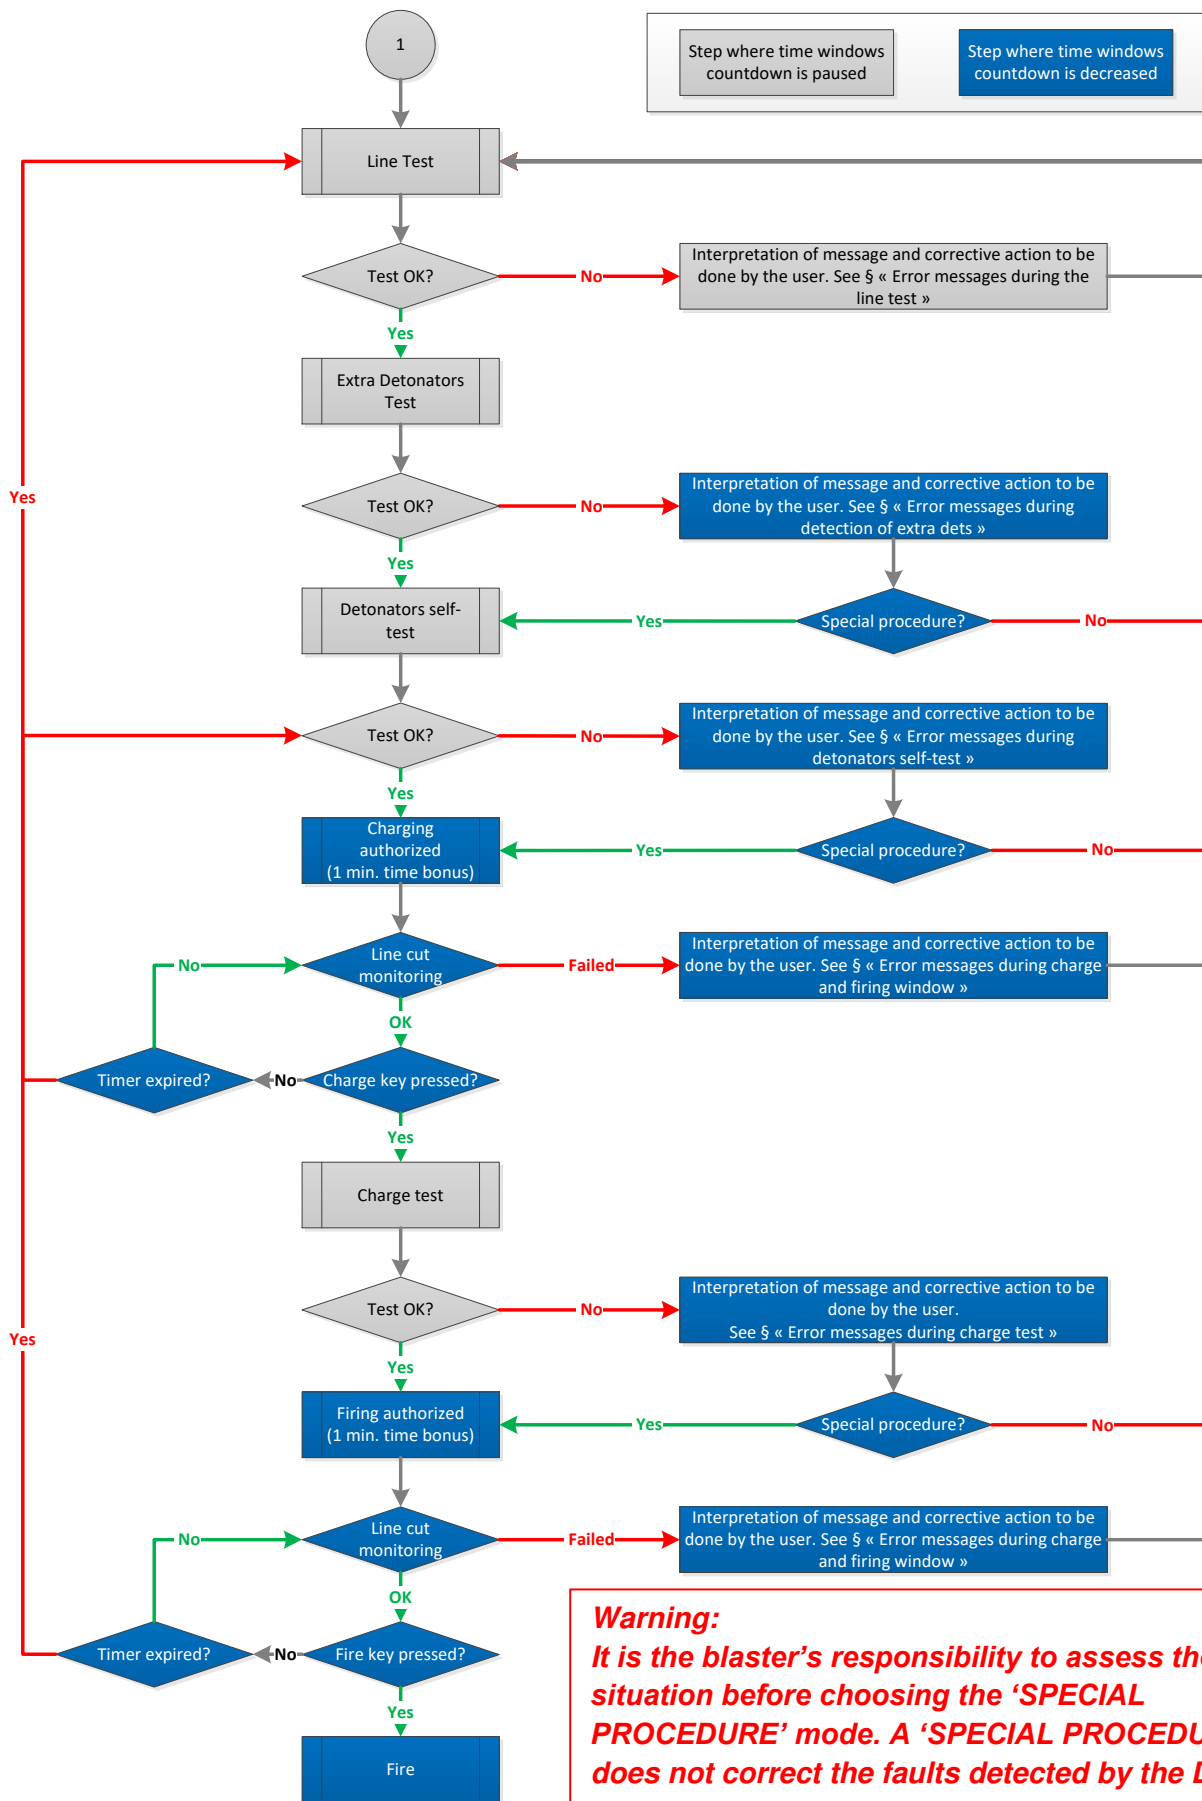 1
Step where time windows
countdown is paused
Step where time windows
countdown is decreased
Line Test
Test OK?
No
Interpretation of message and corrective action to be
done by the user. See § « Error messages during the
line test »
Yes
Extra Detonators
Test
Yes
Test OK?
No
Interpretation of message and corrective action to be
done by the user. See § « Error messages during
detection of extra dets »
Yes
Detonators self-
test
Yes
Special procedure?
No
Test OK?
No
Interpretation of message and corrective action to be
done by the user. See § « Error messages during
detonators self-test »
Yes
Charging
authorized
(1 min. time bonus)
Yes
Special procedure?
No
No
Line cut
monitoring
Failed
Interpretation of message and corrective action to be
done by the user. See § « Error messages during charge
and firing window »
OK
Timer expired?
No
Charge key pressed?
Yes
Charge test
Test OK?
No
Interpretation of message and corrective action to be
done by the user.
See § « Error messages during charge test »
Yes
Yes
Firing authorized
(1 min. time bonus)
Yes
Special procedure?
No
No
Line cut
monitoring
Failed
Interpretation of message and corrective action to be
done by the user. See § « Error messages during charge
and firing window »
OK
Timer expired?
No
Fire key pressed?
Yes
Fire
Warning:
It is the blaster's responsibility to assess the
situation before choosing the ‘SPECIAL
PROCEDURE’ mode. A ‘SPECIAL
does not correct the faults detected by the